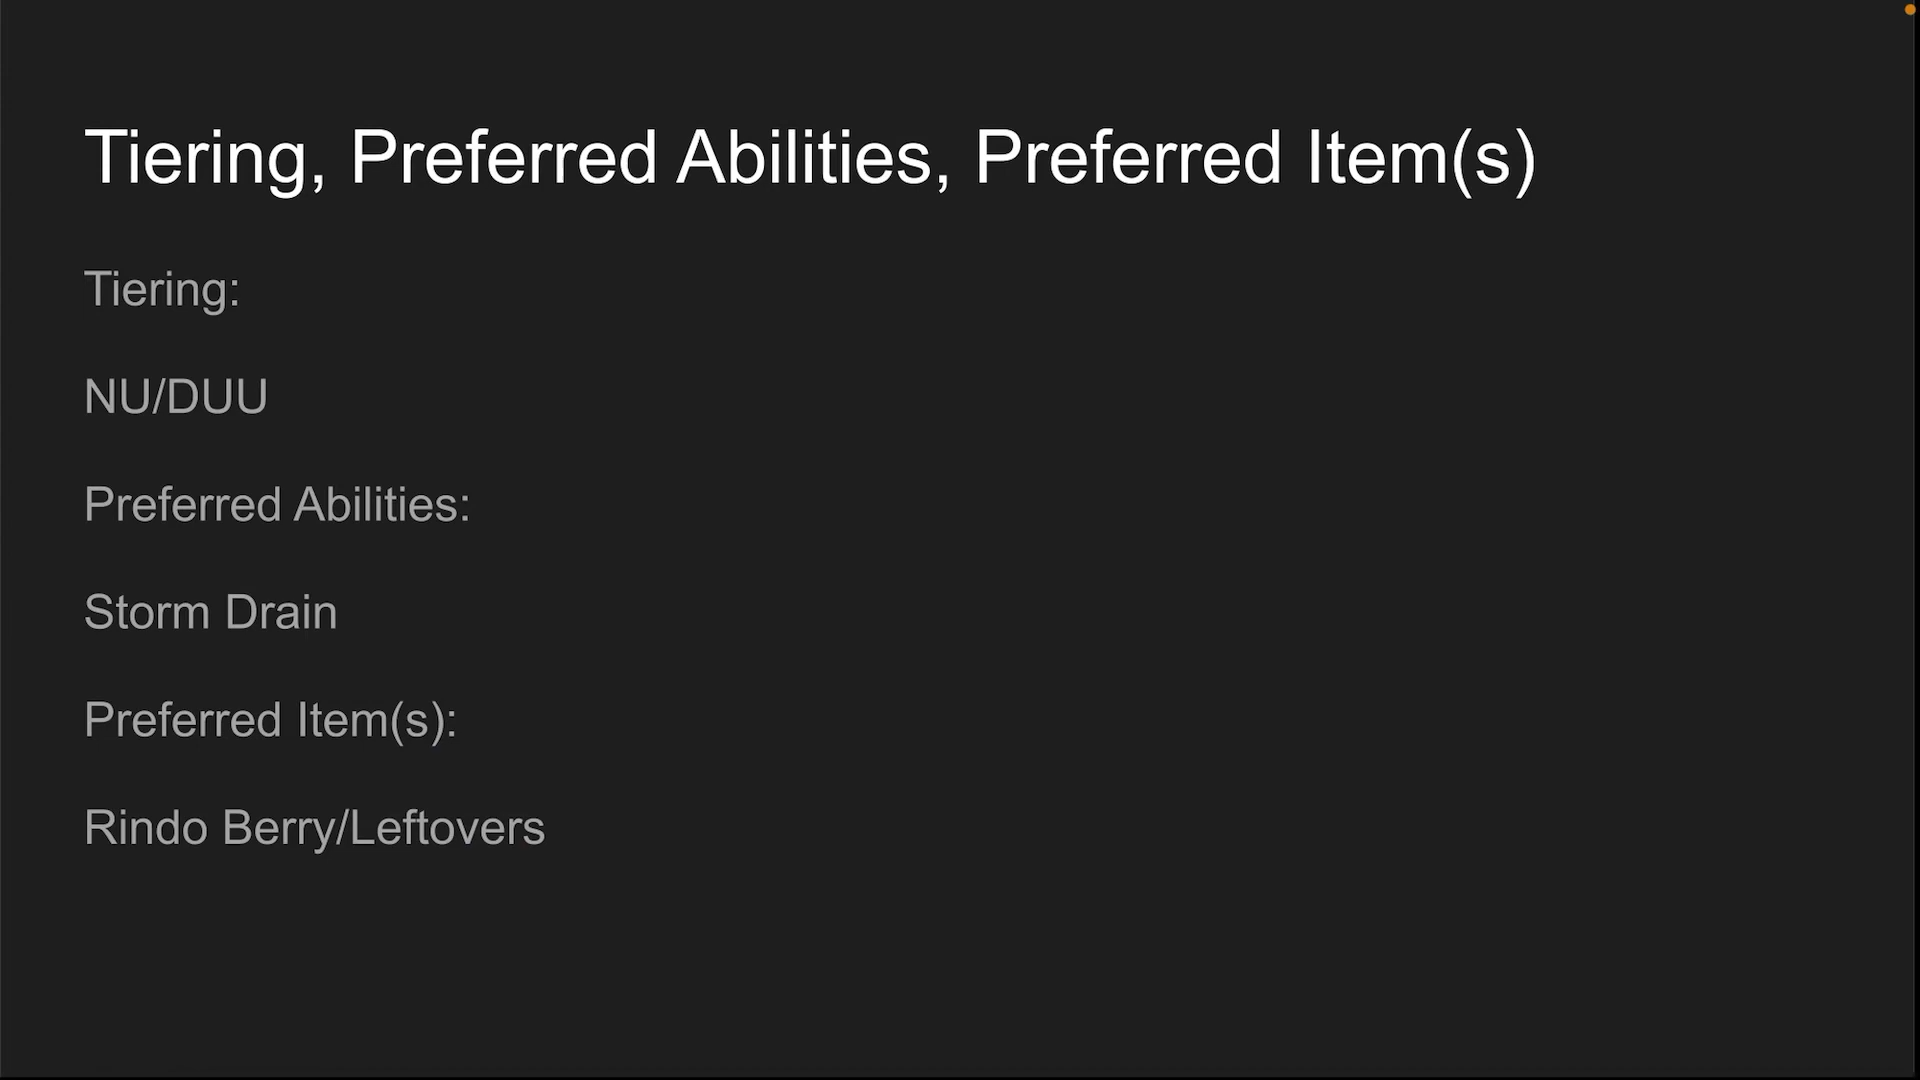 Tiering, Preferred Abilities, Preferred Item(s)
Tiering:
NU/DUU
Preferred Abilities:
Storm Drain
Preferred Item(s):
Rindo Berry/Leftovers